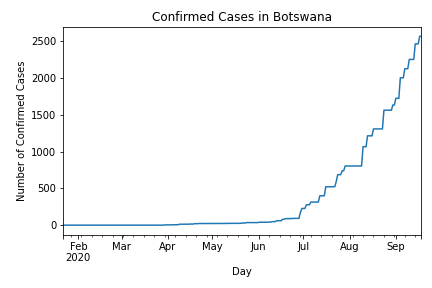 Confirmed Cases in Botswana
Number of Confirmed Cases
2500
2000
1500
1000
500
0
Feb Mar Apr May Jun Jul Aug Sep
2020
Day